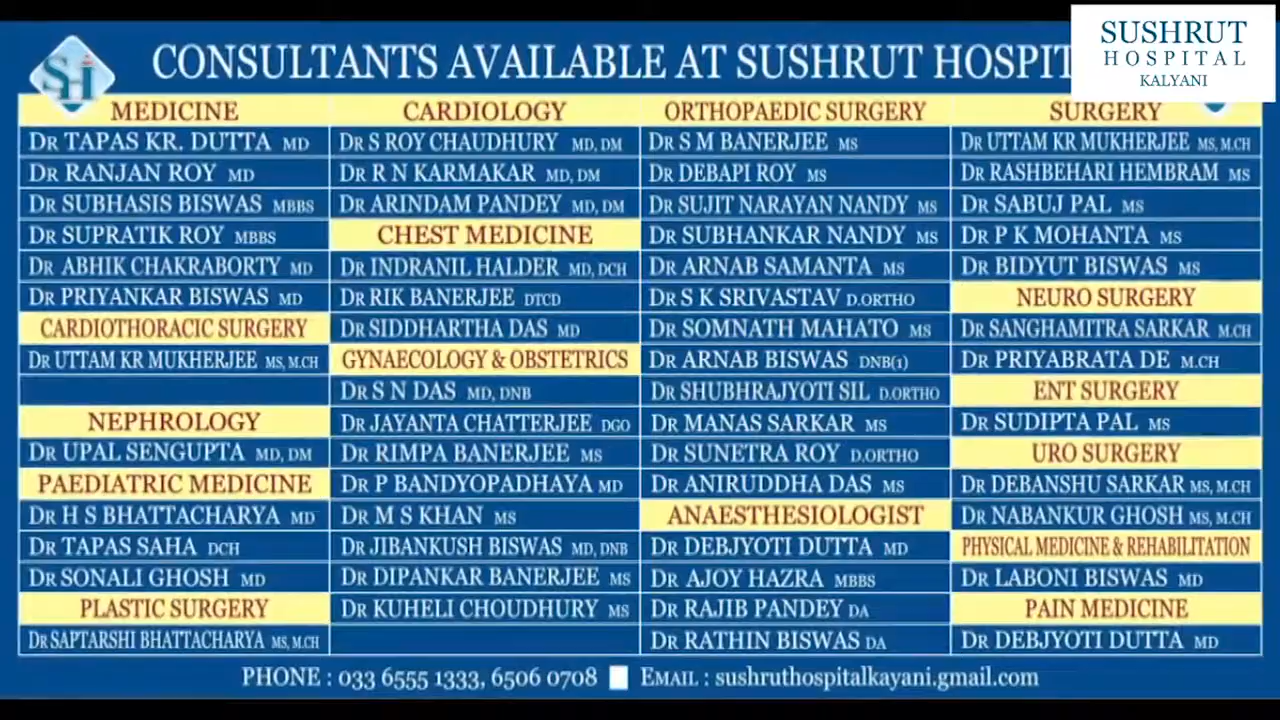 SUSHRUT
HOSPITAL
KALYANI
SH
CONSULTANTS AVAILABLE AT SUSHRUT HOSPIT
MEDICINE
DR TAPAS KR. DUTTA MD
DR RANJAN ROY MD
DR SUBHASIS BISWAS MBBS
DR SUPRATIK ROY MBBS
DR ABHIK CHAKRABORTY MD
DR PRIYANKAR BISWAS MD
CARDIOTHORACIC SURGERY
DR UTTAM KR MUKHERJEE MS, M.CH
NEPHROLOGY
DR UPAL SENGUPTA MD, DM
PAEDIATRIC MEDICINE
DR H S BHATTACHARYA MD
DR TAPAS SAHA DCH
DR SONALI GHOSH MD
PLASTIC SURGERY
DR SAPTARSHI BHATTACHARYA MS, M.CH
CARDIOLOGY
DR S ROY CHAUDHURY MD, DM
DR R N KARMAKAR MD, DM
DR ARINDAM PANDEY MD, DM
CHEST MEDICINE
DR INDRANIL HALDER MD, DCH
DR RIK BANERJEE DTCD
DR SIDDHARTHA DAS MD
GYNAECOLOGY & OBSTETRICS
DR S N DAS MD, DNB
DR JAYANTA CHATTERJEE DGO
DR RIMPA BANERJEE MS
DR P BANDYOPADHAYA MD
DR M S KHAN MS
DR JIBANKUSH BISWAS MD, DNB
DR DIPANKAR BANERJEE MS
DR KUHELI CHOUDHURY MS
ORTHOPAEDIC SURGERY
DR S M BANERJEE MS
DR DEBAPI ROY MS
DR SUJIT NARAYAN NANDY MS
DR SUBHANKAR NANDY MS
DR ARNAB SAMANTA MS
DR S K SRIVASTAV D.ORTHO
DR SOMNATH MAHATO MS
DR ARNAB BISWAS DNB(1)
DR SHUBHRAJYOTI SIL D.ORTHO
DR MANAS SARKAR MS
DR SUNETRA ROY D.ORTHO
DR ANIRUDDHA DAS MS
ANAESTHESIOLOGIST
DR DEBJYOTI DUTTA MD
DR AJOY HAZRA MBBS
DR RAJIB PANDEY DA
DR RATHIN BISWAS DA
SURGERY
DR UTTAM KR MUKHERJEE MS, M.CH
DR RASHBEHARI HEMBRAM MS
DR SABUJ PAL MS
DR P K MOHANTA MS
DR BIDYUT BISWAS MS
NEURO SURGERY
DR SANGHAMITRA SARKAR M.CH
DR PRIYABRATA DE M.CH
ENT SURGERY
DR SUDIPTA PAL MS
URO SURGERY
DR DEBANSHU SARKAR MS, M.CH
DR NABANKUR GHOSH MS, M.CH
PHYSICAL MEDICINE & REHABILITATION
DR LABONI BISWAS MD
PAIN MEDICINE
DR DEBJYOTI DUTTA MD
PHONE : 033 6555 1333, 6506 0708 EMAIL : sushruthospitalkayani.gmail.com